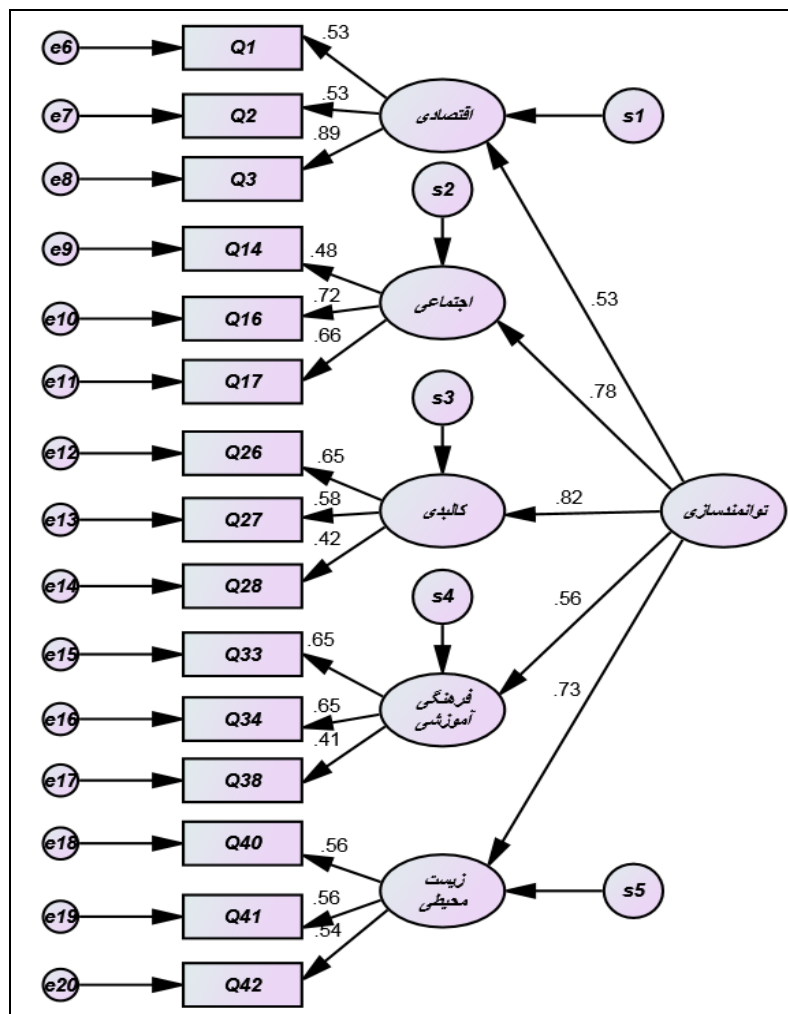 e6
Q1
.53
e7
Q2
.53
اقتصادی
s1
e8
Q3
.89
s2
e9
Q14
.48
.53
e10
Q16
.72
اجتماعی
e11
Q17
.66
.78
s3
e12
Q26
.65
e13
Q27
.58
کالبدی
.82
توانمندسازی
e14
Q28
.42
s4
.56
e15
Q33
.65
e16
Q34
.65
فرهنگی
آموزشی
.73
e17
Q38
.41
e18
Q40
.56
e19
Q41
.56
زیست
محیطی
s5
e20
Q42
.54